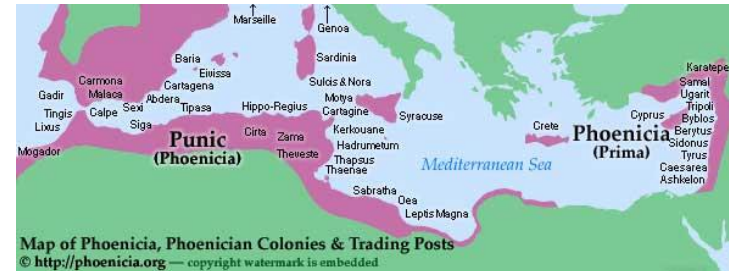 Marseille
Genoa
Baria
Eivissa
Sardinia
Karatepe
Carmona
Cartagena
Sulcis & Nora
Samal
Gadir
Malaca
Abdera
Motya
Ugarit
Tingis
Calpe
Sexi
Tipasa
Hippo-Regius
Cartagine
Syracuse
Cyprus
Tripoli
Lixus
Siga
Kerkouane
Crete
Byblos
Mogador
Punic
(Phoenicia)
Cirta
Zama
Hadrumetum
Phoenicia
(Prima)
Berytus
Theveste
Thapsus
Sidonus
Thaenae
Mediterranean Sea
Tyrus
Sabratha
Caesarea
Oea
Ashkelon
Leptis Magna
Map of Phoenicia, Phoenician Colonies & Trading Posts
© http://phoenicia.org — copyright watermark is embedded